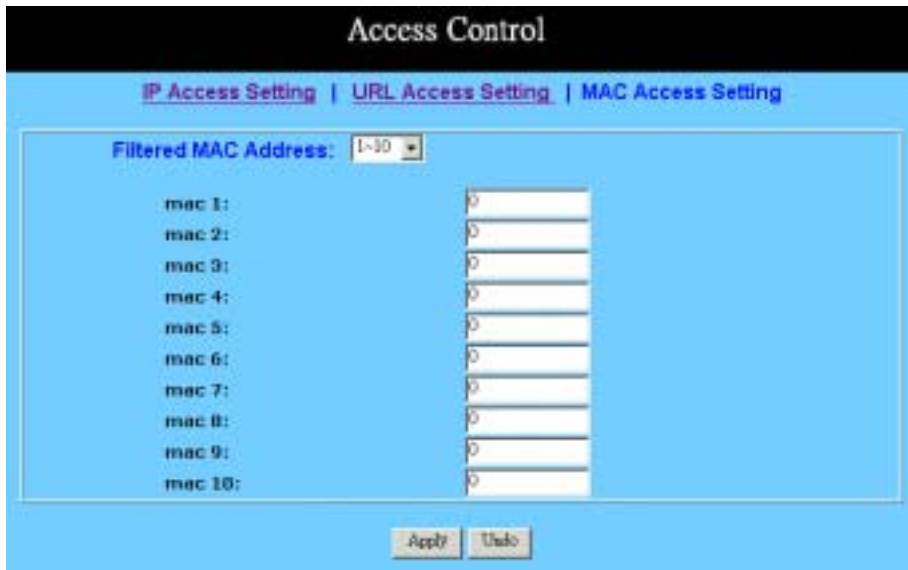 Access Control
IP Access Setting | URL Access Setting | MAC Access Setting
Filtered MAC Address: 1~10
mac 1: 0
mac 2: 0
mac 3: 0
mac 4: 0
mac 5: 0
mac 6: 0
mac 7: 0
mac 8: 0
mac 9: 0
mac 10: 0
Apply Undo